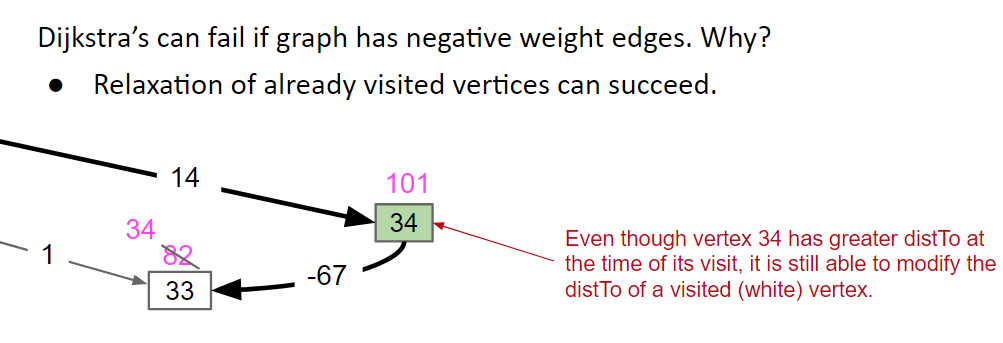 Dijkstra’s can fail if graph has negative weight edges. Why?
● Relaxation of already visited vertices can succeed.
14
101
34
34
82
1
-67
33
Even though vertex 34 has greater distTo at
the time of its visit, it is still able to modify the
distTo of a visited (white) vertex.